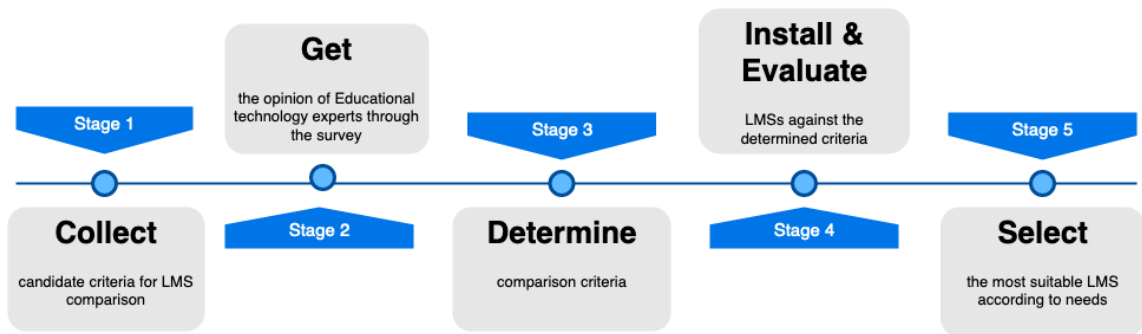 Stage 1
Collect
candidate criteria for LMS
comparison
Get
the opinion of Educational
technology experts through
the survey
Stage 2
Stage 3
Determine
comparison criteria
Install &
Evaluate
LMSs against the
determined criteria
Stage 4
Stage 5
Select
the most suitable LMS
according to needs